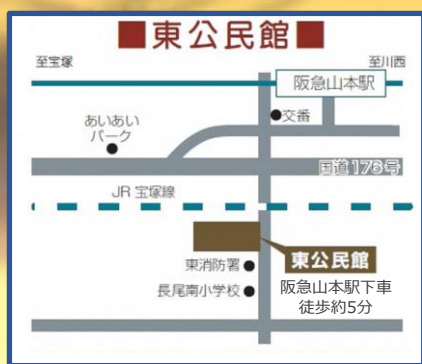 ■東公民館■
至宝塚
至川西
阪急山本駅
あいあい
パーク
交番
国道176号
JR 宝塚線
東消防署
東公民館
長尾南小学校
阪急山本駅下車
徒歩約5分